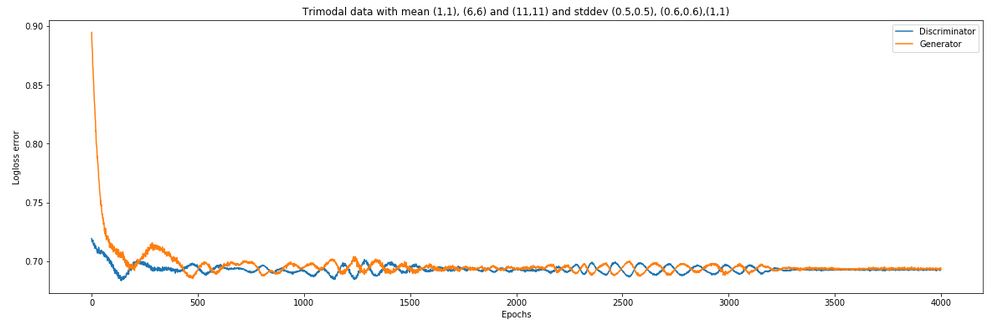 Trimodal data with mean (1,1), (6,6) and (11,11) and stddev (0.5,0.5), (0.6,0.6),(1,1)
Discriminator
Generator
0.90
0.85
0.80
0.75
0.70
Logloss error
0
500
1000
1500
2000
2500
3000
3500
4000
Epochs